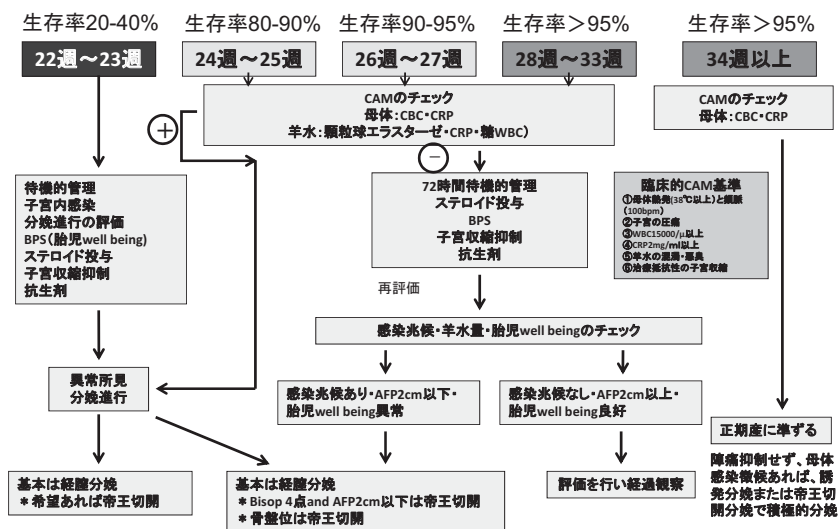 生存率20-40%
生存率80-90%
生存率90-95%
生存率＞95%
生存率＞95%
22週～23週
24週～25週
26週～27週
28週～33週
34週以上
CAMのチェック
母体：CBC・CRP
羊水：顆粒球エラスターゼ・CRP・糖WBC）
CAMのチェック
母体：CBC・CRP
＋
－
待機的管理
子宮内感染
分娩進行の評価
BPS（胎児well being）
ステロイド投与
子宮収縮抑制
抗生剤
72時間待機的管理
ステロイド投与
BPS
子宮収縮抑制
抗生剤
臨床的CAM基準
①母体熱発(38℃以上)と頻脈
（100bpm）
②子宮の圧痛
③WBC15000/μ以上
④CRP2mg/ml以上
⑤羊水の混濁・悪臭
⑥治療抵抗性の子宮収縮
再評価
感染兆候・羊水量・胎児well beingのチェック
異常所見
分娩進行
感染兆候あり・AFP2cm以下・
胎児well being異常
感染兆候なし・AFP2cm以上・
胎児well being良好
正期産に準ずる
陣痛抑制せず、母体
感染徴候あれば、誘
発分娩または帝王切
開分娩で積極的分娩
基本は経膣分娩
＊希望あれば帝王切開
基本は経膣分娩
＊Bisop 4点and AFP2cm以下は帝王切開
＊骨盤位は帝王切開
評価を行い経過観察